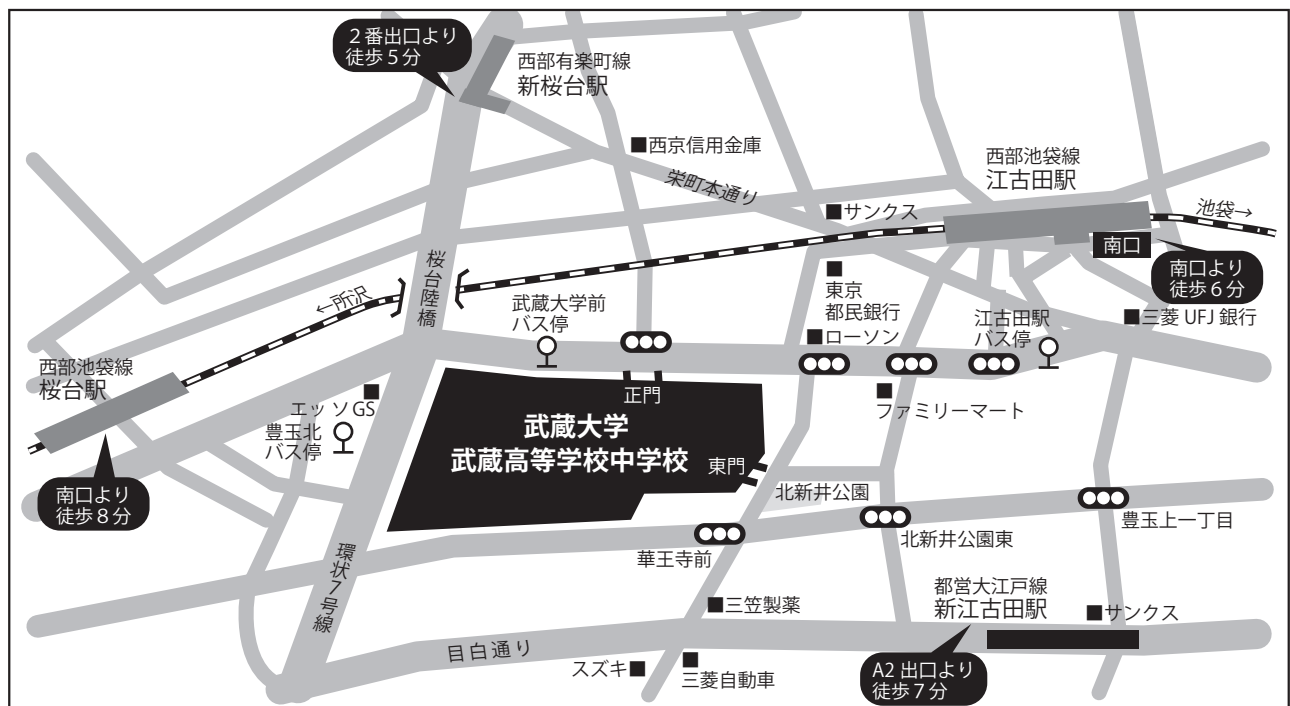 2番出口より
徒歩5分
西部有楽町線
新桜台駅
■西京信用金庫
栄町本通り
西部池袋線
江古田駅
■サンクス
池袋→
南口
南口より
徒歩6分
桜台陸橋
←所沢
武蔵大学前
バス停
東京
都民銀行
■ローソン
江古田駅
バス停
■三菱UFJ銀行
西部池袋線
桜台駅
エッソGS
豊玉北
バス停
正門
ファミリーマート
武蔵大学
武蔵高等学校中学校
東門
南口より
徒歩8分
北新井公園
華王寺前
北新井公園東
豊玉上一丁目
環状7号線
■三笠製薬
都営大江戸線
新江古田駅
■サンクス
目白通り
スズキ■
三菱自動車
A2出口より
徒歩7分